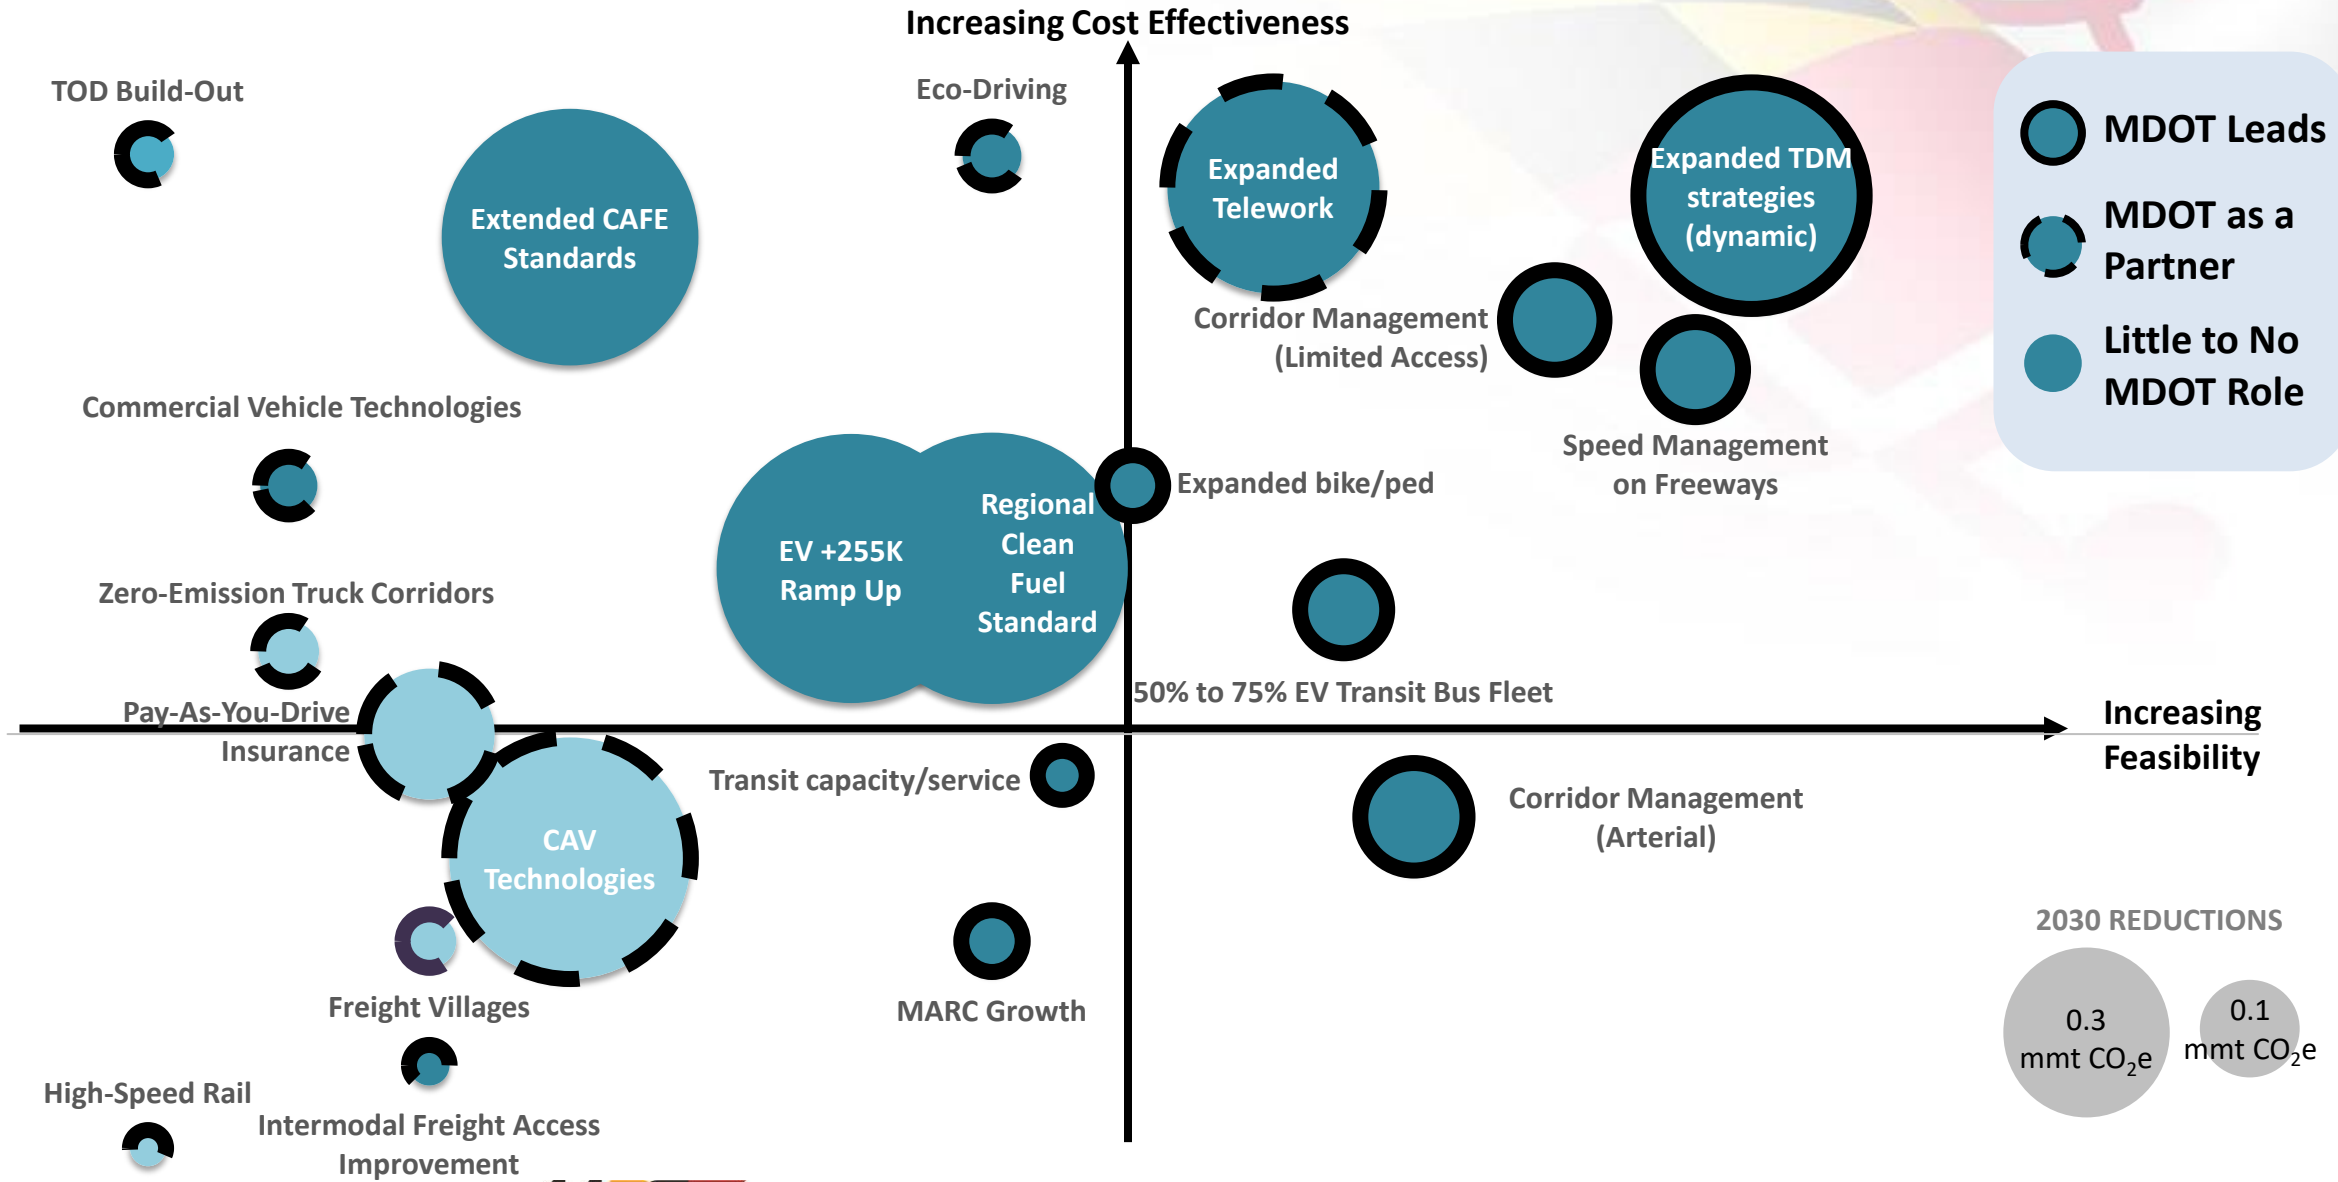 Increasing Cost Effectiveness
TOD Build-Out
Eco-Driving
Extended CAFE
Standards
Expanded
Telework
Expanded TDM
strategies
(dynamic)
MDOT Leads
MDOT as a
Partner
Little to No
MDOT Role
Corridor Management
(Limited Access)
Commercial Vehicle Technologies
Speed Management
on Freeways
Expanded bike/ped
EV +255K
Ramp Up
Regional
Clean
Fuel
Standard
Zero-Emission Truck Corridors
50% to 75% EV Transit Bus Fleet
Pay-As-You-Drive
Insurance
Increasing
Feasibility
Transit capacity/service
Corridor Management
(Arterial)
CAV
Technologies
Freight Villages
MARC Growth
2030 REDUCTIONS
0.3
mmt CO₂e
0.1
mmt CO₂e
High-Speed Rail
Intermodal Freight Access
Improvement